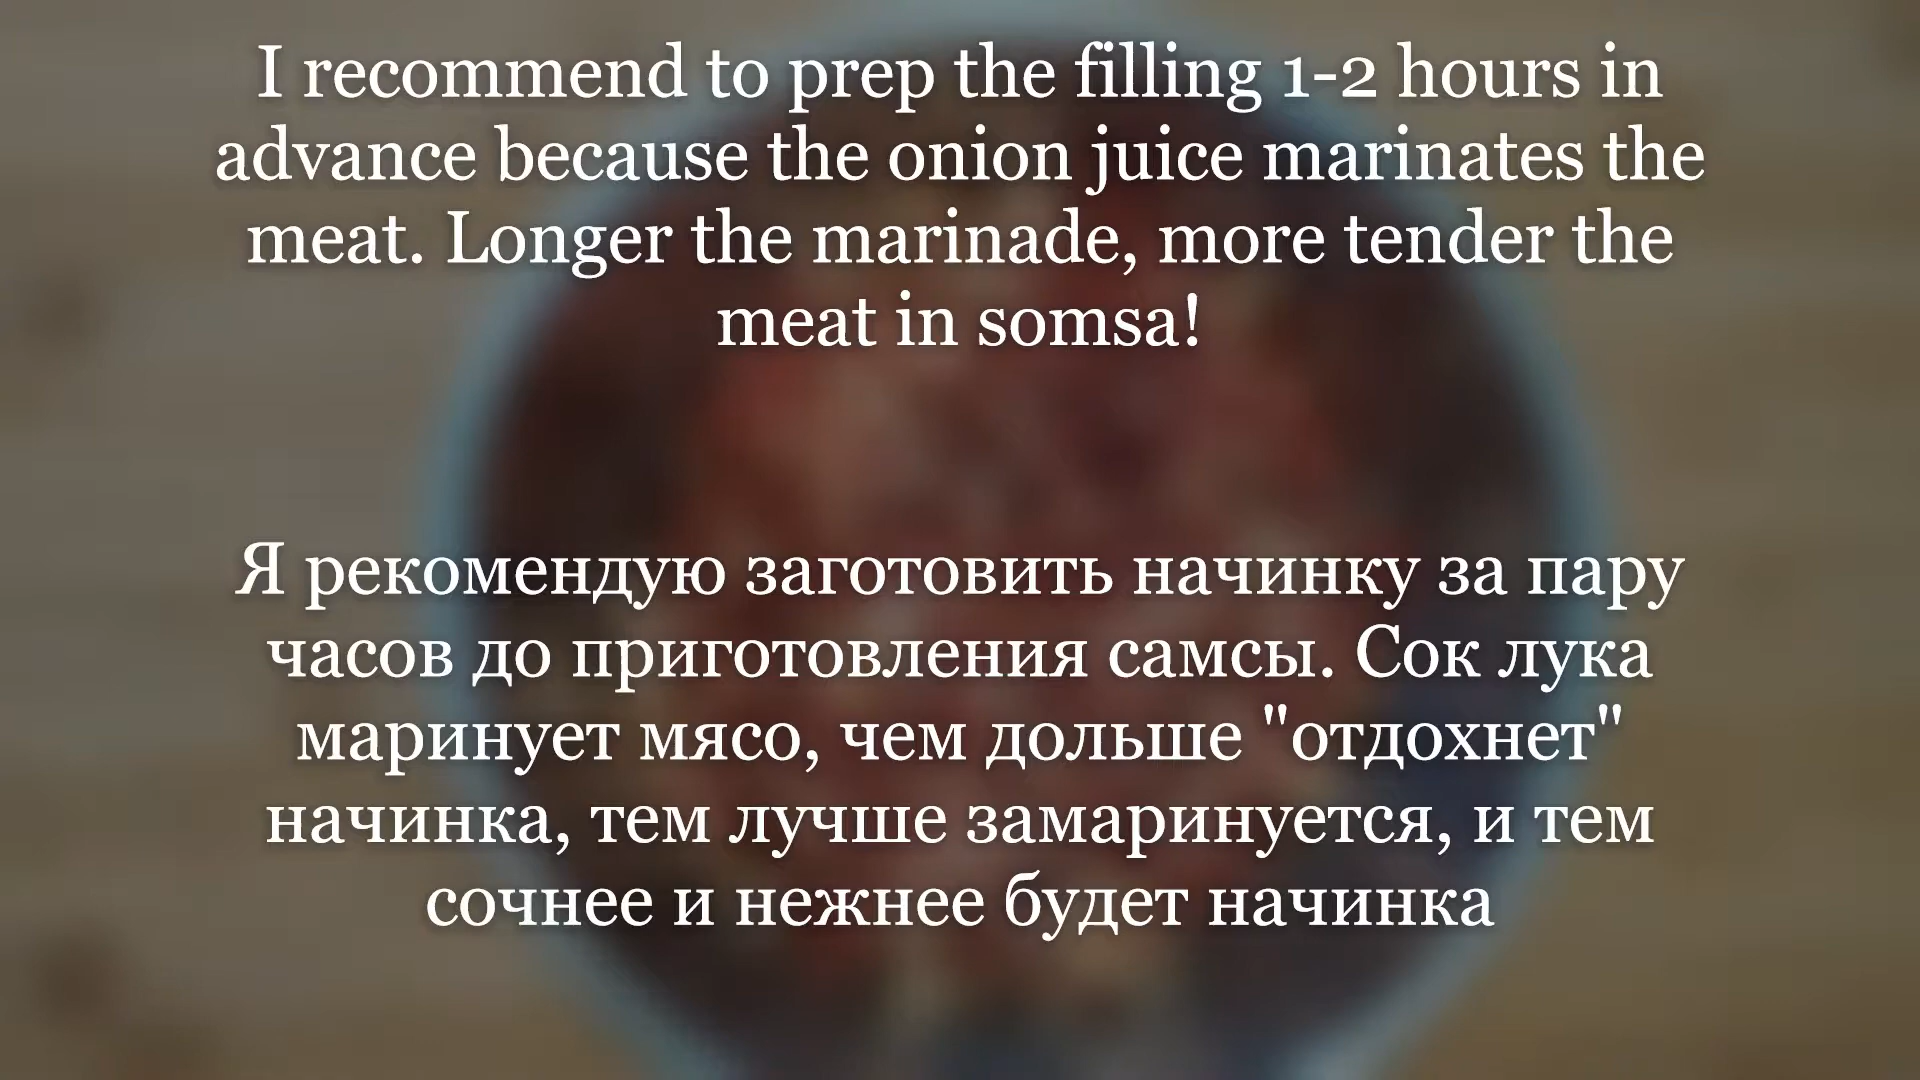 I recommend to prep the filling 1-2 hours in
advance because the onion juice marinates the
meat. Longer the marinade, more tender the
meat in somsa!
Я рекомендую заготовить начинку за пару
часов до приготовления самсы. Сок лука
маринует мясо, чем дольше "отдохнет"
начинка, тем лучше замаринуется, и тем
сочнее и нежнее будет начинка